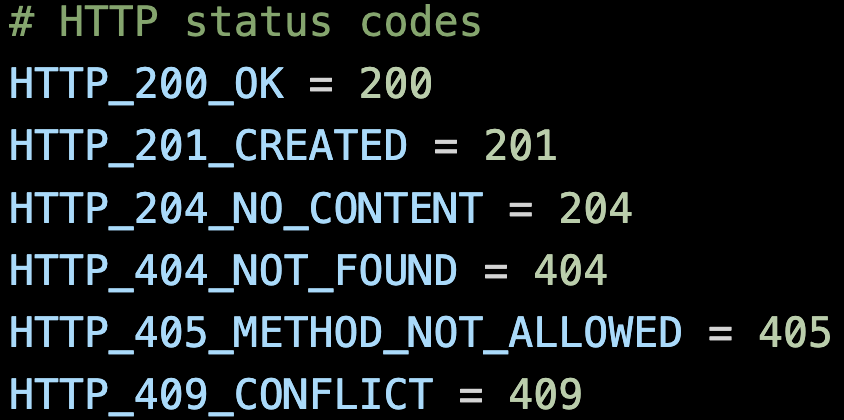 # HTTP status codes
HTTP_200_OK = 200
HTTP_201_CREATED = 201
HTTP_204_NO_CONTENT = 204
HTTP_404_NOT_FOUND = 404
HTTP_405_METHOD_NOT_ALLOWED = 405
HTTP_409_CONFLICT = 409